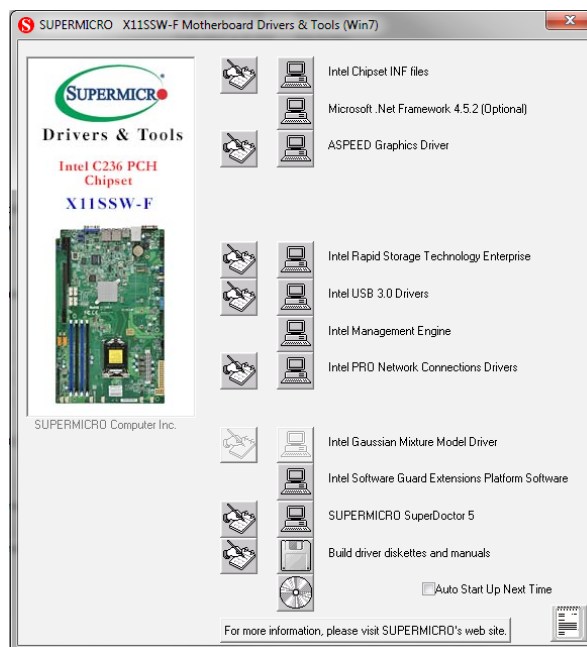 SUPERMICRO X11SSW-F Motherboard Drivers & Tools (Win7)
SUPERMICRO
Drivers & Tools
Intel C236 PCH
Chipset
X11SSW-F
SUPERMICRO Computer Inc.
Intel Chipset INF files
Microsoft .Net Framework 4.5.2 (Optional)
ASPEED Graphics Driver
Intel Rapid Storage Technology Enterprise
Intel USB 3.0 Drivers
Intel Management Engine
Intel PRO Network Connections Drivers
Intel Gaussian Mixture Model Driver
Intel Software Guard Extensions Platform Software
SUPERMICRO SuperDoctor 5
Build driver diskettes and manuals
Auto Start Up Next Time
For more information, please visit SUPERMICRO's web site.